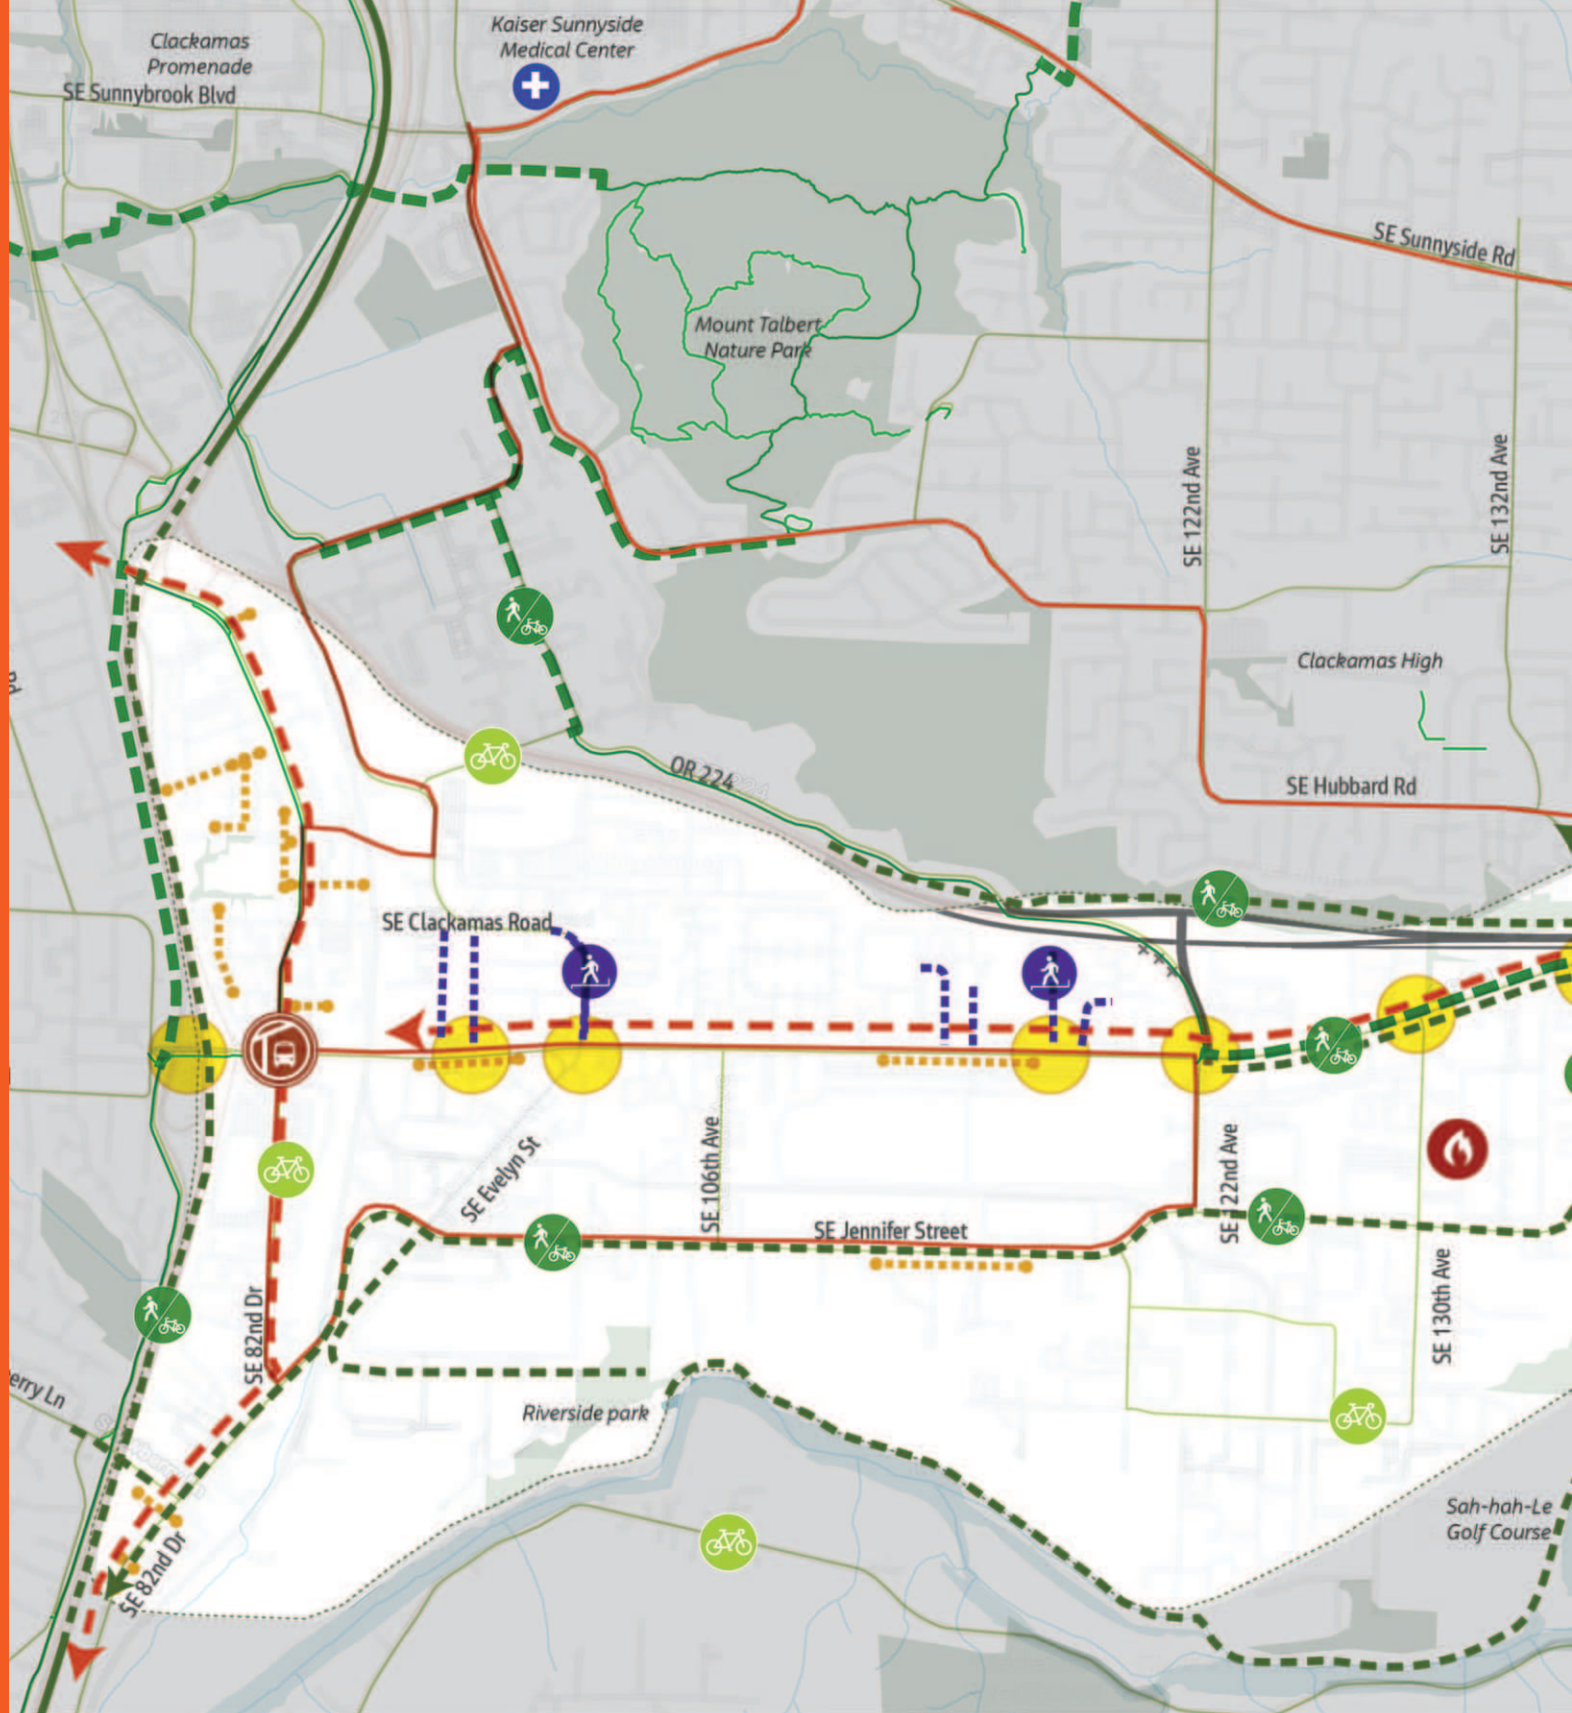 Kaiser Sunnyside
Medical Center
Clackamas
Promenade
SE Sunnybrook Blvd
SE Sunnyside Rd
Mount Talbert
Nature Park
SE 122nd Ave
SE 132nd Ave
Clackamas High
OR 224
SE Hubbard Rd
SE Clackamas Road
SE Evelyn St
SE 106th Ave
SE 122nd Ave
SE Jennifer Street
SE 82nd Dr
SE 130th Ave
erry Ln
Riverside park
Sah-hah-Le
Golf Course
SE 82nd Dr